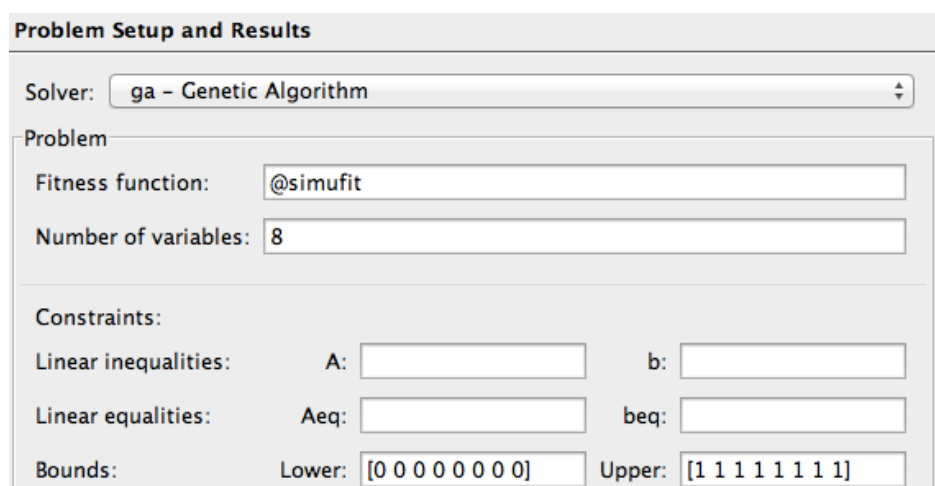 Problem Setup and Results
Solver: ga – Genetic Algorithm
Problem
Fitness function: @simufit
Number of variables: 8
Constraints:
Linear inequalities: A: b:
Linear equalities: Aeq: beq:
Bounds: Lower: [0 0 0 0 0 0 0 0] Upper: [1 1 1 1 1 1 1 1]